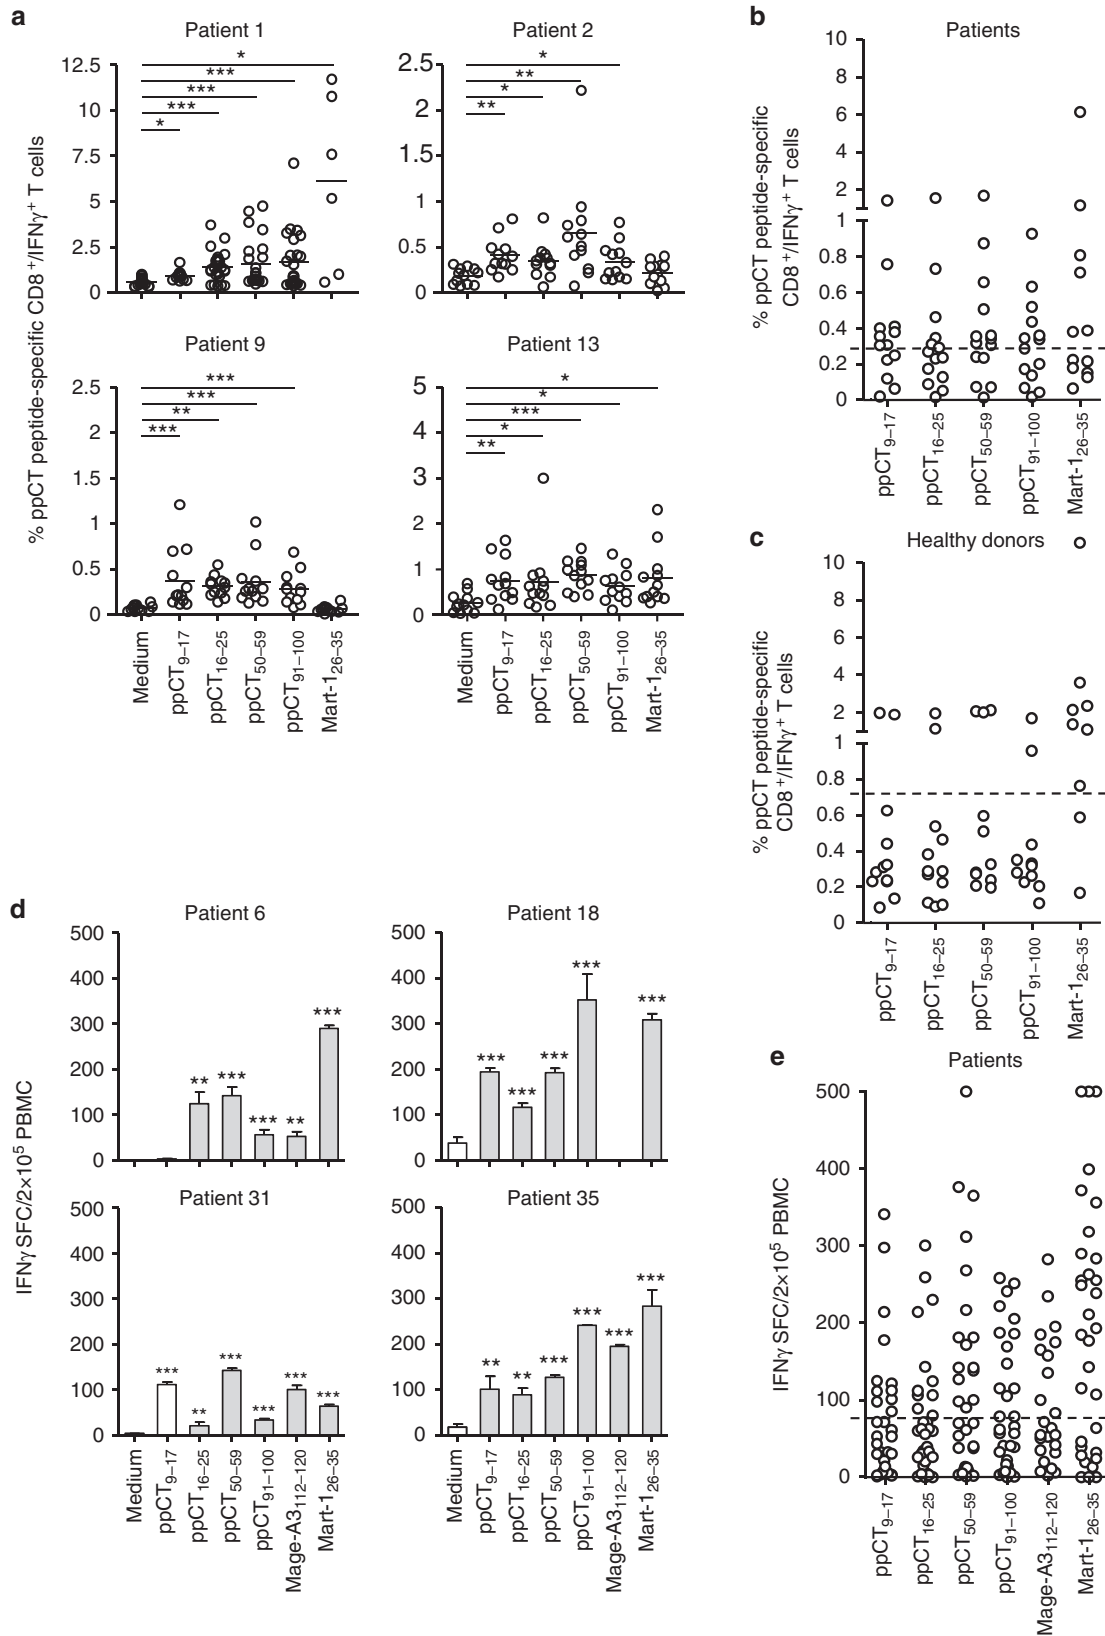 a
Patient 1
Patient 2
% ppCT peptide-specific CD8+/IFNγ+ T cells
12.5
10
7.5
5
2.5
0
*
***
***
***
*
2.5
2
1.5
1
0.5
0
*
**
*
**
Patient 9
Patient 13
2.5
2
1.5
1
0.5
0
***
***
**
***
5
4
3
2
1
0
*
*
***
*
**
Medium
ppCT9–17
ppCT16–25
ppCT50–59
ppCT91–100
Mart-126–35
Medium
ppCT9–17
ppCT16–25
ppCT50–59
ppCT91–100
Mart-126–35
b
Patients
% ppCT peptide-specific
CD8+/IFNγ+ T cells
10
8
6
4
2
1
0.8
0.6
0.4
0.2
0
ppCT9–17
ppCT16–25
ppCT50–59
ppCT91–100
Mart-126–35
c
Healthy donors
% ppCT peptide-specific
CD8+/IFNγ+ T cells
10
8
6
4
2
1
0.8
0.6
0.4
0.2
0
ppCT9–17
ppCT16–25
ppCT50–59
ppCT91–100
Mart-126–35
d
Patient 6
Patient 18
IFNγ SFC/2×105 PBMC
500
400
300
200
100
0
** *** *** ** ***
500
400
300
200
100
0
*** *** *** *** ***
Patient 31
Patient 35
500
400
300
200
100
0
*** ** *** *** *** ***
500
400
300
200
100
0
** ** *** *** *** ***
Medium
ppCT9–17
ppCT16–25
ppCT50–59
ppCT91–100
Mage-A3112–120
Mart-126–35
Medium
ppCT9–17
ppCT16–25
ppCT50–59
ppCT91–100
Mage-A3112–120
Mart-126–35
e
Patients
IFNγ SFC/2×105 PBMC
500
400
300
200
100
0
ppCT9–17
ppCT16–25
ppCT50–59
ppCT91–100
Mage-A3112–120
Mart-126–35